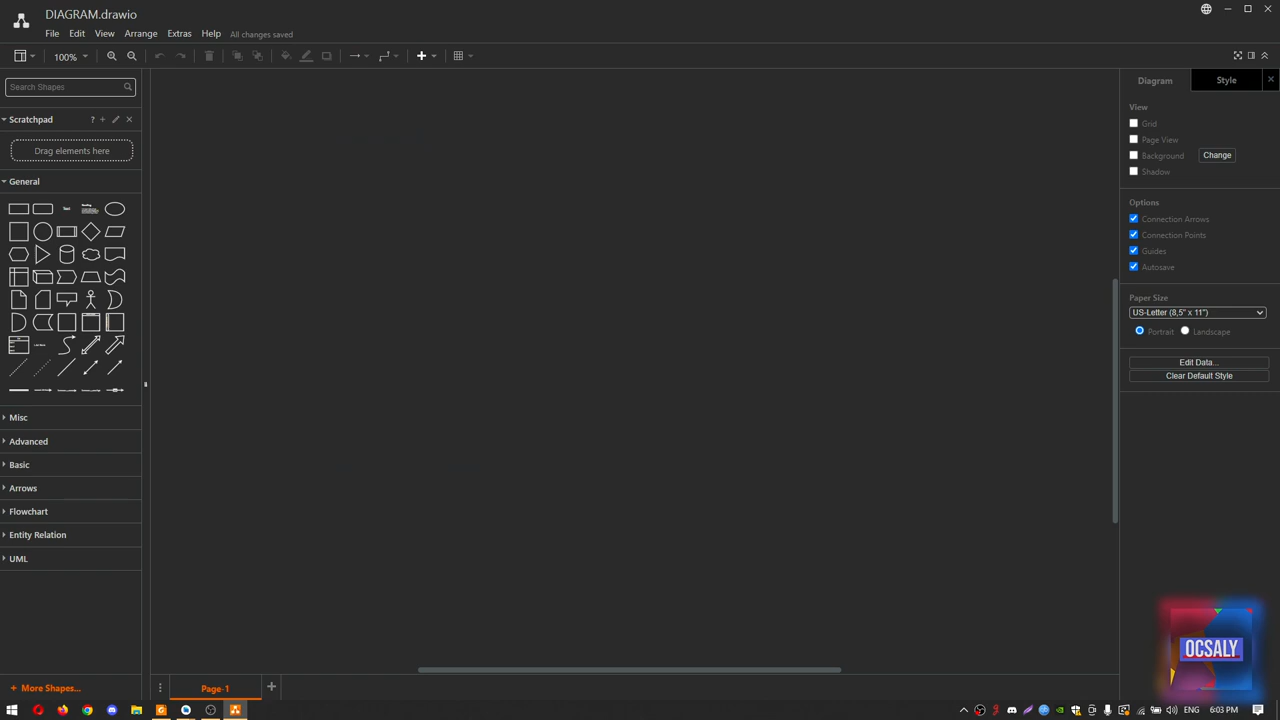 DIAGRAM.drawio
File Edit View Arrange Extras Help All changes saved
100%
Search Shapes
Scratchpad ?
Drag elements here
General
Text
Misc
Advanced
Basic
Arrows
Flowchart
Entity Relation
UML
+ More Shapes...
Page-1
Diagram Style
View
Grid
Page View
Background Change
Shadow
Options
Connection Arrows
Connection Points
Guides
Autosave
Paper Size
US-Letter (8,5" x 11")
Portrait Landscape
Edit Data...
Clear Default Style
OCSALY
ENG 6:03 PM